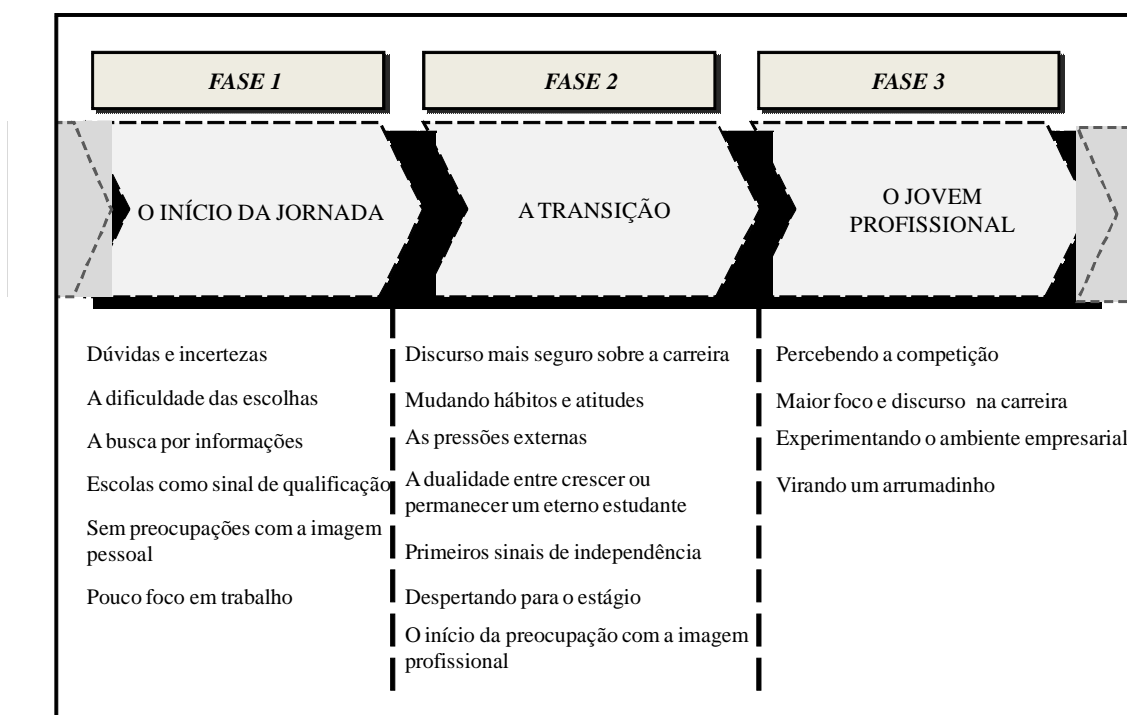 FASE 1
FASE 2
FASE 3
O INÍCIO DA JORNADA
A TRANSIÇÃO
O JOVEM
PROFISSIONAL
Dúvidas e incertezas
A dificuldade das escolhas
A busca por informações
Escolas como sinal de qualificação
Sem preocupações com a imagem
pessoal
Pouco foco em trabalho
Discurso mais seguro sobre a carreira
Mudando hábitos e atitudes
As pressões externas
A dualidade entre crescer ou
permanecer um eterno estudante
Primeiros sinais de independência
Despertando para o estágio
O início da preocupação com a imagem
profissional
Percebendo a competição
Maior foco e discurso na carreira
Experimentando o ambiente empresarial
Virando um arrumadinho